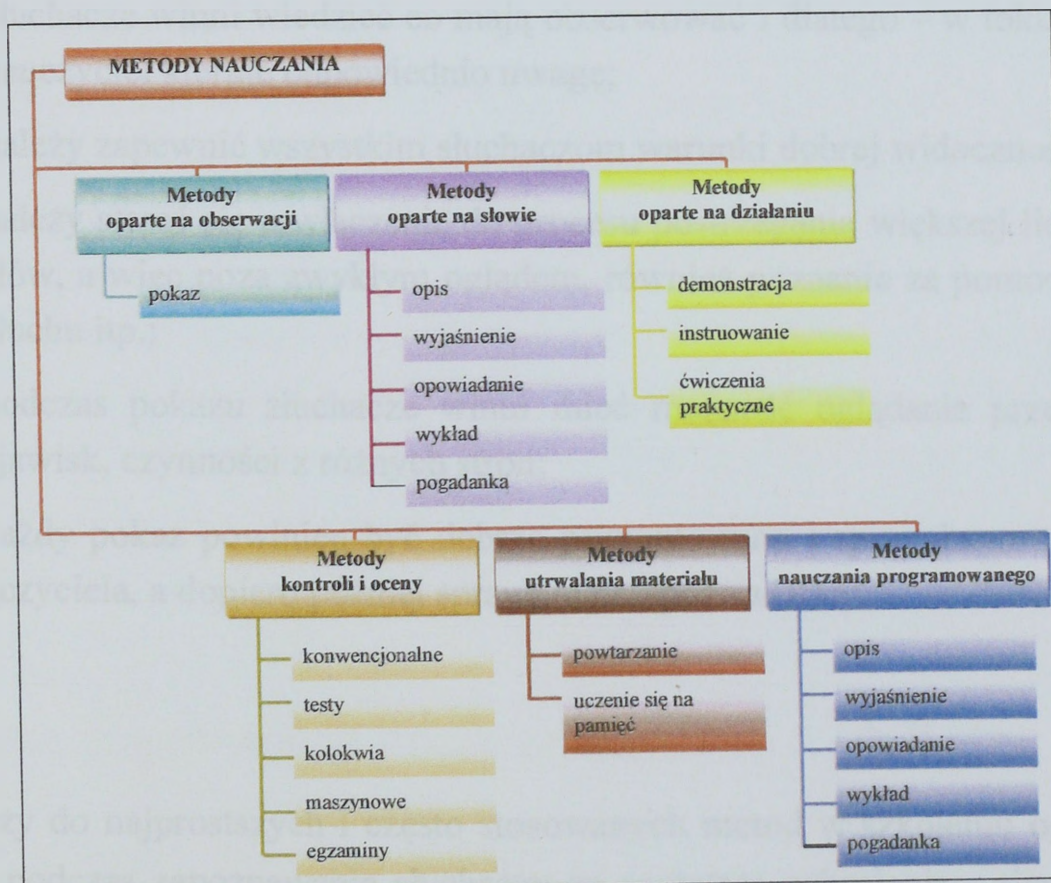 METODY NAUCZANIA
Metody
oparte na obserwacji
pokaz
Metody
oparte na słowie
opis
wyjaśnienie
opowiadanie
wykład
pogadanka
Metody
oparte na działaniu
demonstracja
instruowanie
ćwiczenia
praktyczne
Metody
kontroli i oceny
konwencjonalne
testy
kolokwia
maszynowe
egzaminy
Metody
utrwalania materiału
powtarzanie
uczenie się na
pamięć
Metody
nauczania programowanego
opis
wyjaśnienie
opowiadanie
wykład
pogadanka